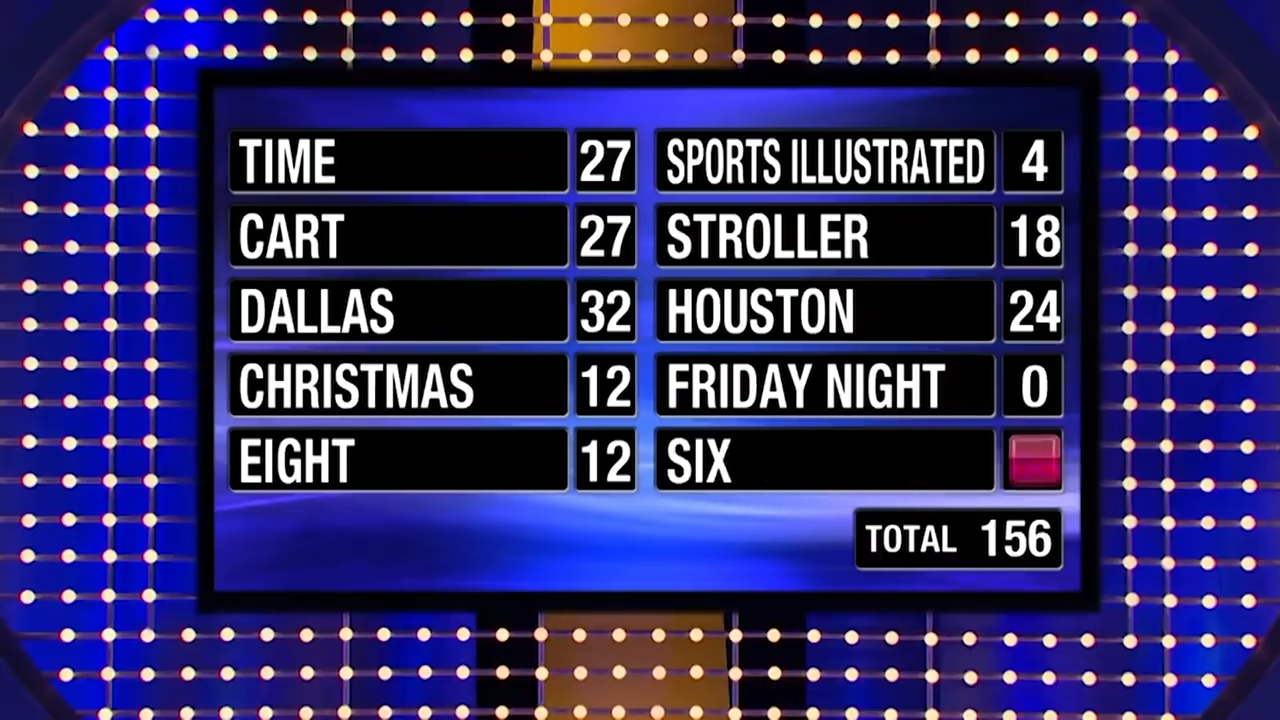 TIME 27 SPORTS ILLUSTRATED 4
CART 27 STROLLER 18
DALLAS 32 HOUSTON 24
CHRISTMAS 12 FRIDAY NIGHT 0
EIGHT 12 SIX
TOTAL 156